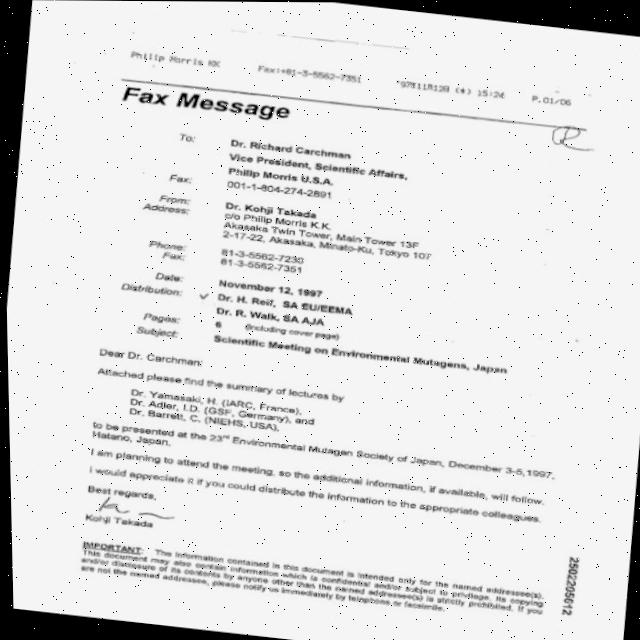 Philip Morris KK Fax:+81-3-5562-7351 '97年11月12日 (水) 15:24 P.01/06
Fax Message
To: Dr. Richard Carchman
Vice President, Scientific Affairs,
Philip Morris U.S.A.
Fax: 001-1-804-274-2891
From: Dr. Kohji Takada
Address: c/o Philip Morris K.K.
Akasaka Twin Tower, Main Tower 13F
2-17-22, Akasaka, Minato-Ku, Tokyo 107
Phone: 81-3-5562-7230
Fax: 81-3-5562-7351
Date: November 12, 1997
Distribution: ✓ Dr. H. Reif, SA EU/EEMA
Dr. R. Walk, SA AJA
Pages: 6 (including cover page)
Subject: Scientific Meeting on Environmental Mutagens, Japan
Dear Dr. Carchman:
Attached please find the summary of lectures by
Dr. Yamasaki, H. (IARC, France),
Dr. Adler, I.D. (GSF, Germany), and
Dr. Barrett, C. (NIEHS, USA),
to be presented at the 23rd Environmental Mutagen Society of Japan, December 3-5,1997,
Hatano, Japan.
I am planning to attend the meeting, so the additional information, if available, will follow.
I would appreciate it if you could distribute the information to the appropriate colleagues.
Best regards,
Kohji Takada
IMPORTANT: The information contained in this document is intended only for the named addressee(s).
This document may also contain information which is confidential and/or subject to privilege. Its copying
and/or disclosure of its contents by anyone other than the named addressee(s) is strictly prohibited. If you
are not the named addressee, please notify us immediately by telephone or facsimile.
2502205612